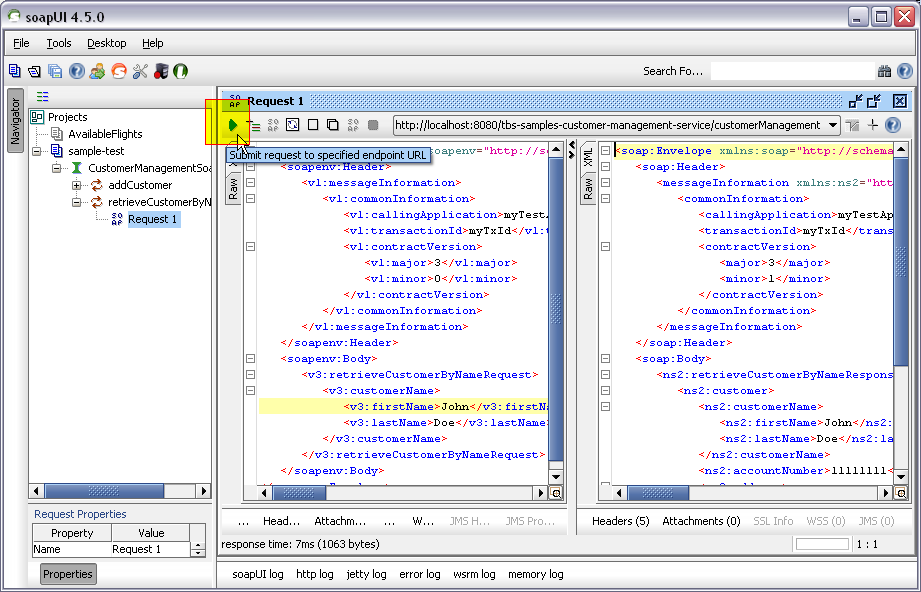 soapUI 4.5.0
File Tools Desktop Help
Search Fo...
Navigator
Projects
AvailableFlights
sample-test
CustomerManagementSoa
addCustomer
retrieveCustomerByN
Request 1
Request Properties
Property Value
Name Request 1
Properties
Request 1
http://localhost:8080/tbs-samples-customer-management-service/customerManagement
Submit request to specified endpoint URL
Raw
soapenv="http://so
<soapenv:Header>
<v1:messageInformation>
<v1:commonInformation>
<v1:callingApplication>myTest
<v1:transactionId>myTxId</v1:t
<v1:contractVersion>
<v1:major>3</v1:major>
<v1:minor>0</v1:minor>
</v1:contractVersion>
</v1:commonInformation>
</v1:messageInformation>
</soapenv:Header>
<soapenv:Body>
<v3:retrieveCustomerByNameRequest>
<v3:customerName>
<v3:firstName>John</v3:firstNa
<v3:lastName>Doe</v3:lastName>
</v3:customerName>
</v3:retrieveCustomerByNameRequest>
</soapenv:Body>
... Head... Attachm... ... W... JMS H... JMS Pro...
response time: 7ms (1063 bytes)
XML
Raw
<soap:Envelope xmlns:soap="http://schema
<soap:Header>
<messageInformation xmlns:ns2="htt
<commonInformation>
<callingApplication>myTestAp
<transactionId>myTxId</trans
<contractVersion>
<major>3</major>
<minor>1</minor>
</contractVersion>
</commonInformation>
</messageInformation>
</soap:Header>
<soap:Body>
<ns2:retrieveCustomerByNameRespons
<ns2:customer>
<ns2:customerName>
<ns2:firstName>John</ns2:
<ns2:lastName>Doe</ns2:la
</ns2:customerName>
<ns2:accountNumber>11111111<
Headers (5) Attachments (0) SSL Info WSS (0) JMS (0)
1 : 1
soapUI log http log jetty log error log wsrm log memory log